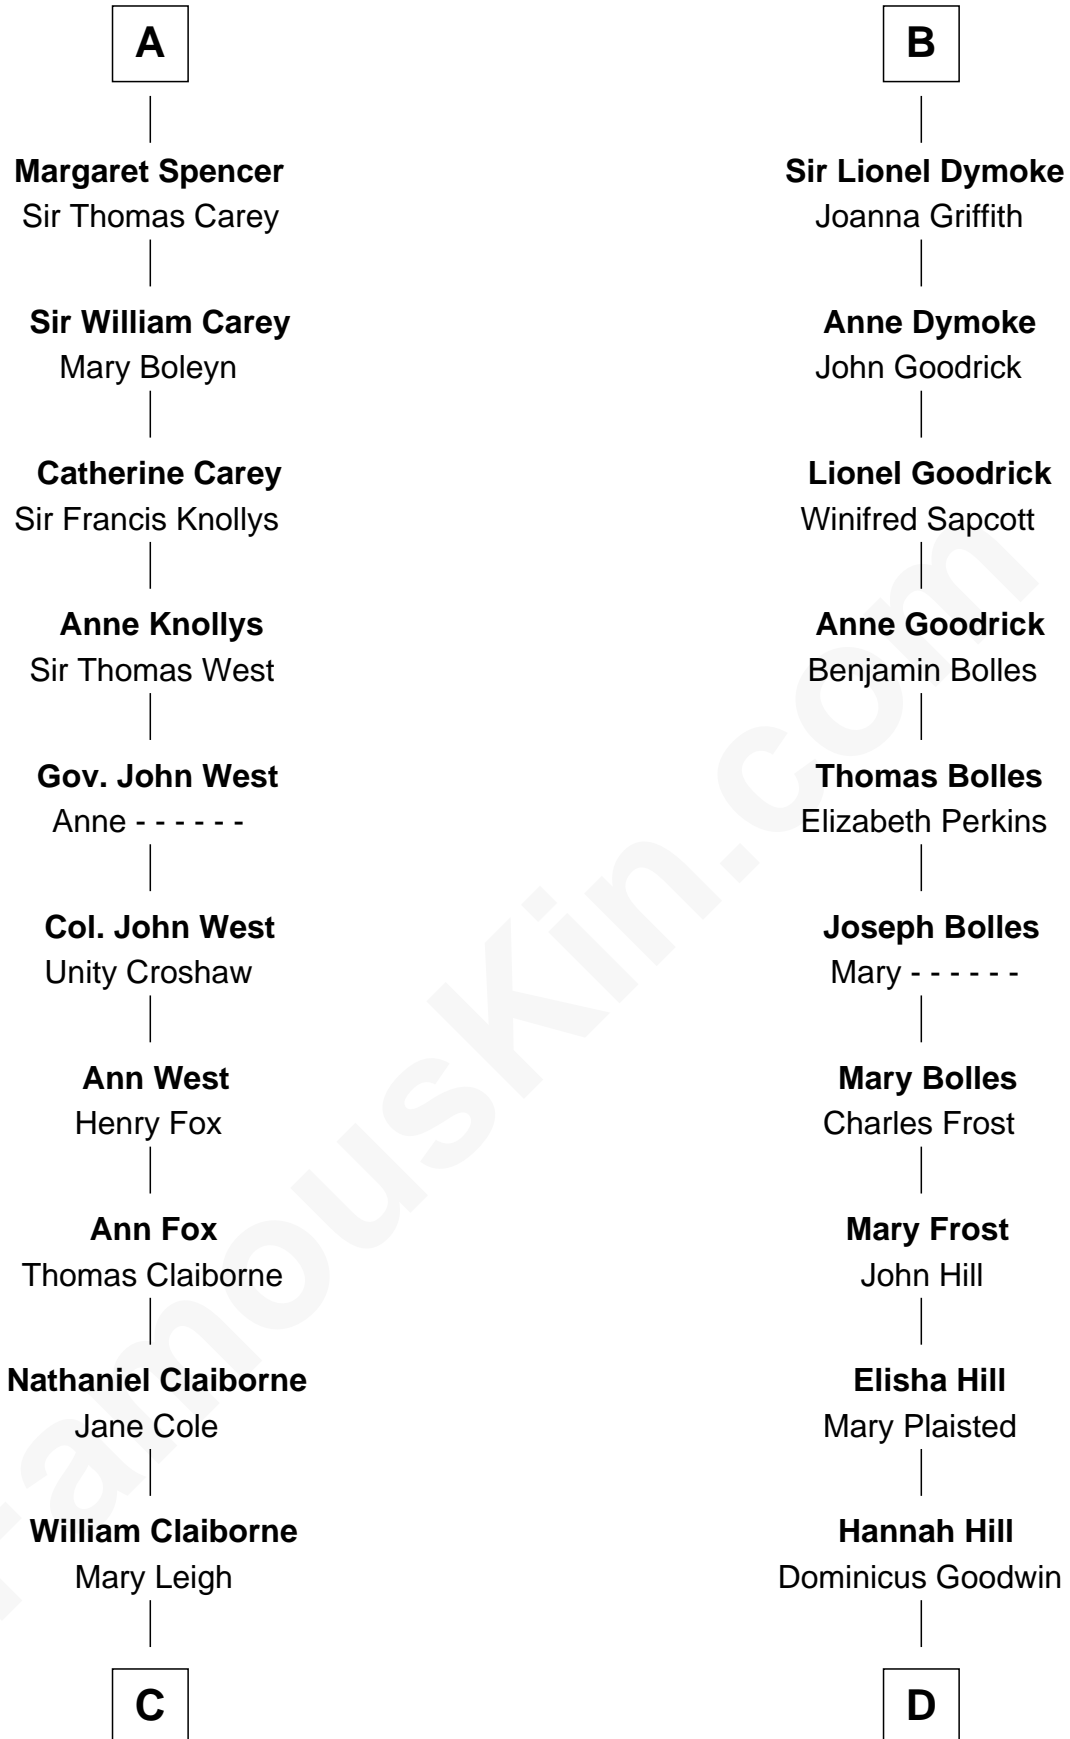 A
Margaret Spencer
Sir Thomas Carey
Sir William Carey
Mary Boleyn
Catherine Carey
Sir Francis Knollys
Anne Knollys
Sir Thomas West
Gov. John West
Anne - - - - - -
Col. John West
Unity Croshaw
Ann West
Henry Fox
Ann Fox
Thomas Claiborne
Nathaniel Claiborne
Jane Cole
William Claiborne
Mary Leigh
C
B
Sir Lionel Dymoke
Joanna Griffith
Anne Dymoke
John Goodrick
Lionel Goodrick
Winifred Sapcott
Anne Goodrick
Benjamin Bolles
Thomas Bolles
Elizabeth Perkins
Joseph Bolles
Mary - - - - - -
Mary Bolles
Charles Frost
Mary Frost
John Hill
Elisha Hill
Mary Plaisted
Hannah Hill
Dominicus Goodwin
D
FamousKin.com